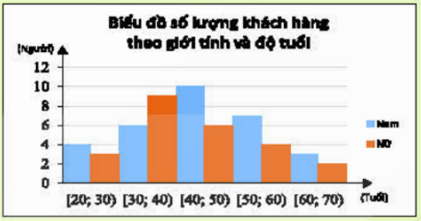 Biểu đồ số lượng khách hàng
theo giới tính và độ tuổi
(Người)
12
10
8
6
4
2
0
[20; 30) [30; 40) [40; 50) [50; 60) [60; 70)
(Tuổi)
Nam
Nữ